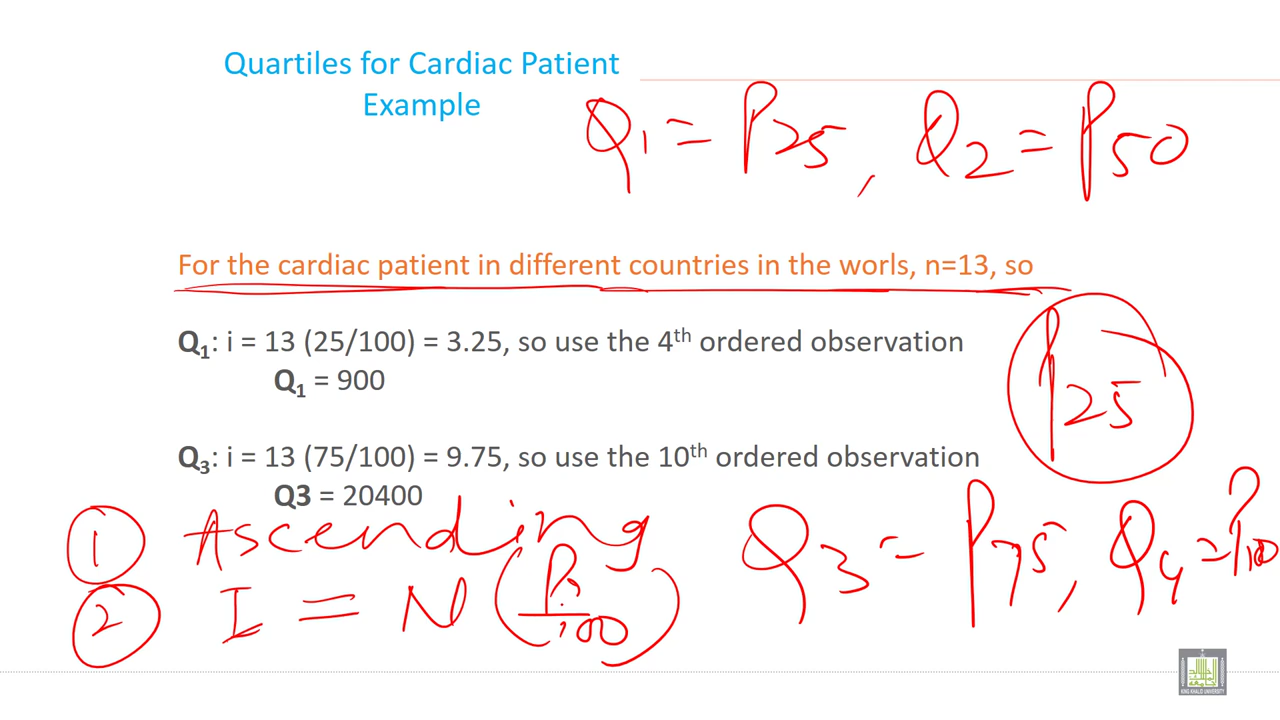 Quartiles for Cardiac Patient
Example
Q1 = P25, Q2 = P50
For the cardiac patient in different countries in the worls, n=13, so
Q1: i = 13 (25/100) = 3.25, so use the 4th ordered observation
Q1 = 900
P25
Q3: i = 13 (75/100) = 9.75, so use the 10th ordered observation
Q3 = 20400
1 Ascending
Q3 = P75, Q4 = P100
2 I = N (P/100)
KING KHALID UNIVERSITY